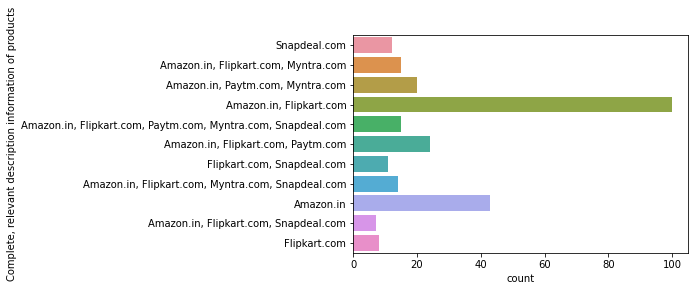 Complete, relevant description information of products
Snapdeal.com
Amazon.in, Flipkart.com, Myntra.com
Amazon.in, Paytm.com, Myntra.com
Amazon.in, Flipkart.com
Amazon.in, Flipkart.com, Paytm.com, Myntra.com, Snapdeal.com
Amazon.in, Flipkart.com, Paytm.com
Flipkart.com, Snapdeal.com
Amazon.in, Flipkart.com, Myntra.com, Snapdeal.com
Amazon.in
Amazon.in, Flipkart.com, Snapdeal.com
Flipkart.com
0 20 40 60 80 100
count